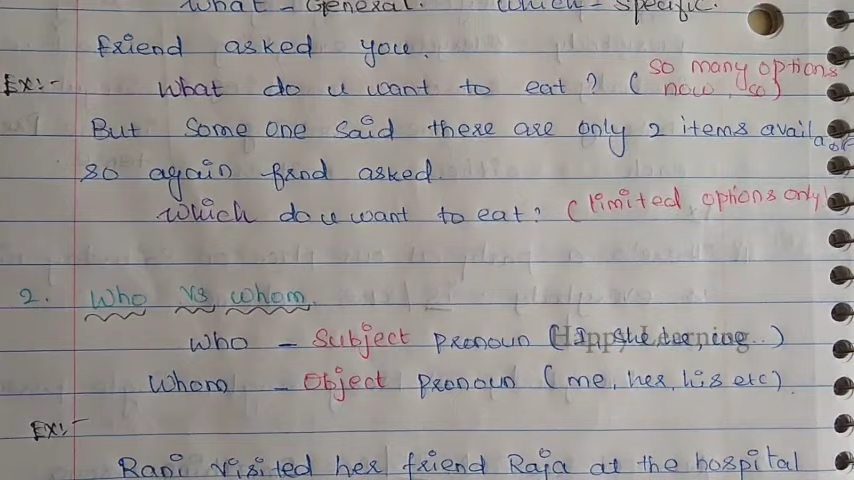 What - General. Which - Specific.
friend asked you.
Ex:- What do u want to eat? (so many options now, so)
But some one said there are only 2 items availabl
so again frnd asked.
which do u want to eat? (limited options only)
2. Who vs whom.
Who - Subject pronoun (I, she,
Whom - Object pronoun (me, her, his etc).
Ex:-
Rani visited her friend Raja at the hospital